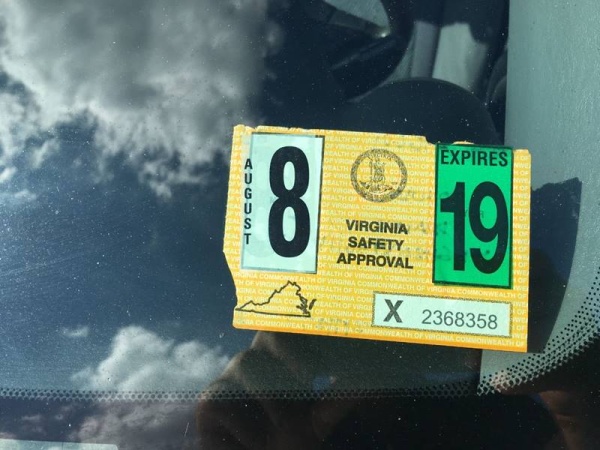 AUGUST
8
VIRGINIA
SAFETY
APPROVAL
EXPIRES
19
X 2368358